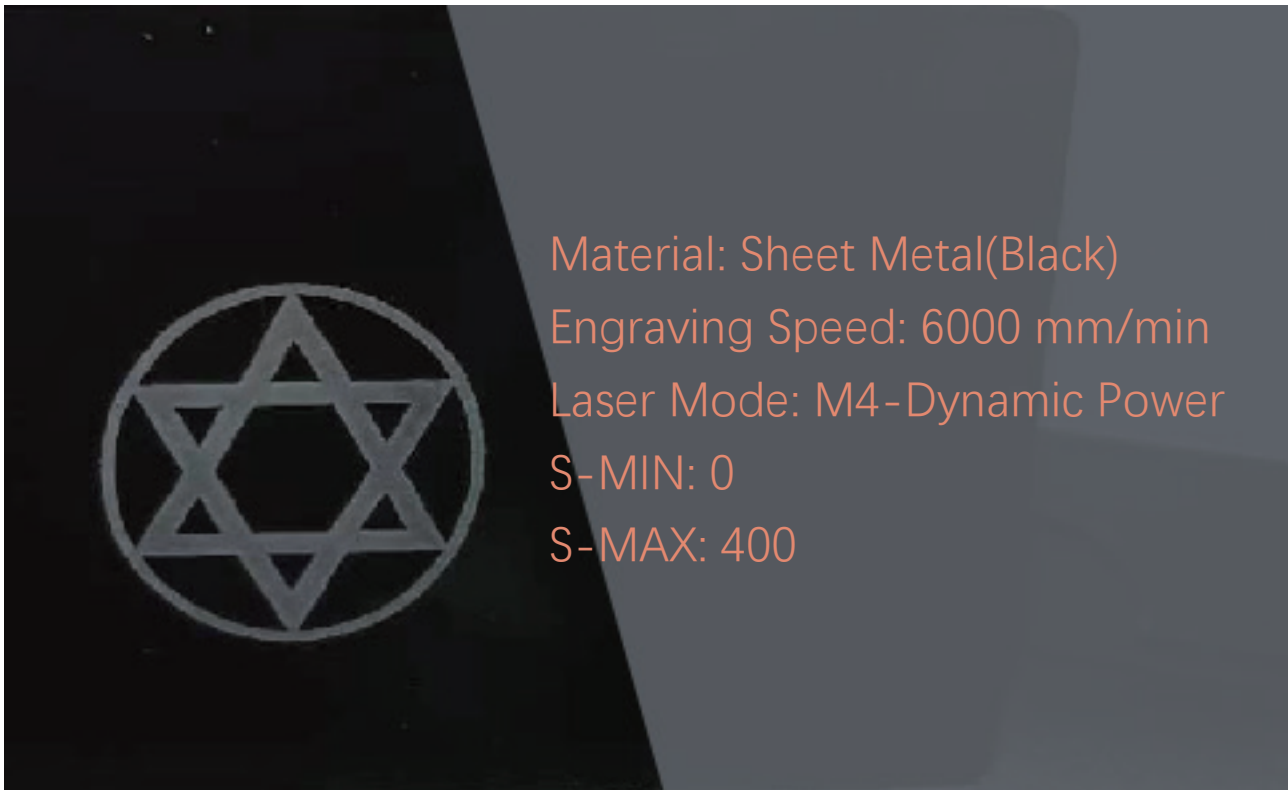 Material: Sheet Metal(Black)
Engraving Speed: 6000 mm/min
Laser Mode: M4-Dynamic Power
S-MIN: 0
S-MAX: 400